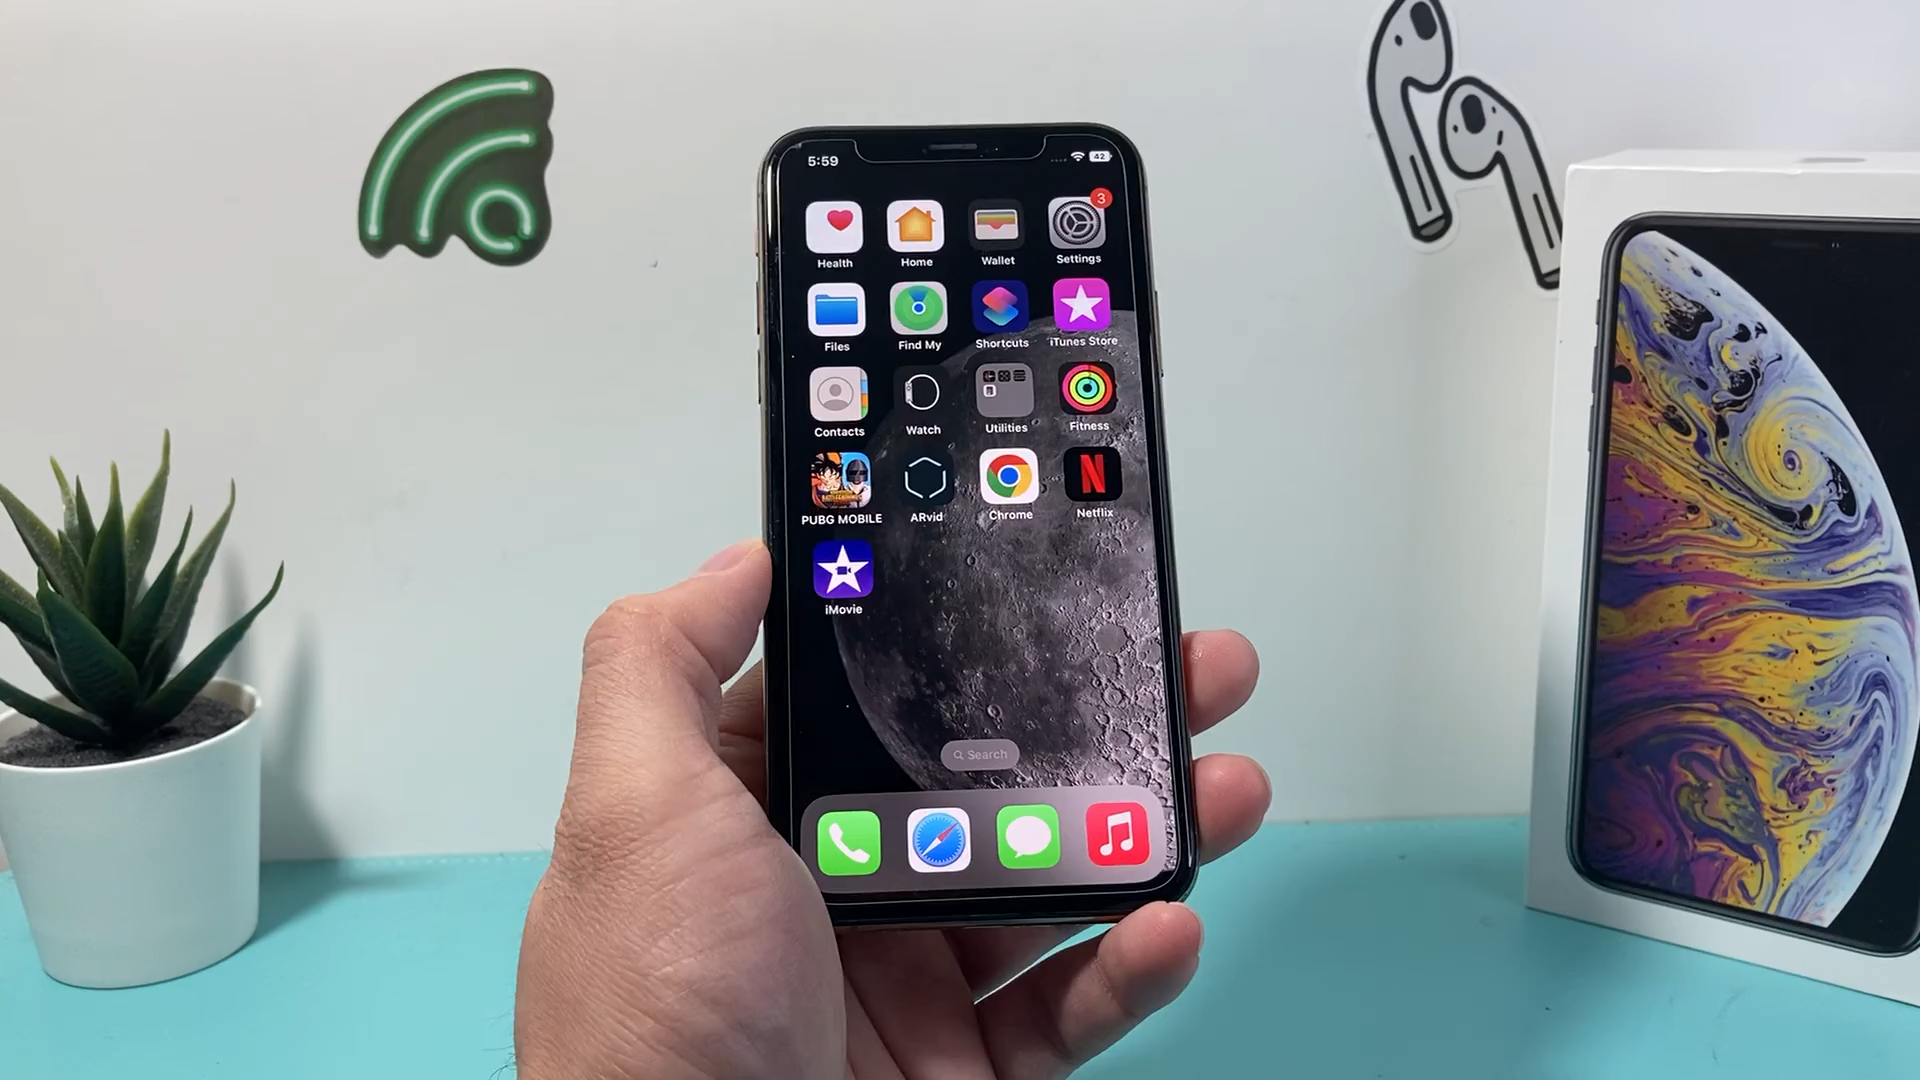 5:59
42
3
Health Home Wallet Settings
Files Find My Shortcuts iTunes Store
Contacts Watch Utilities Fitness
PUBG MOBILE ARvid Chrome Netflix
iMovie
Search